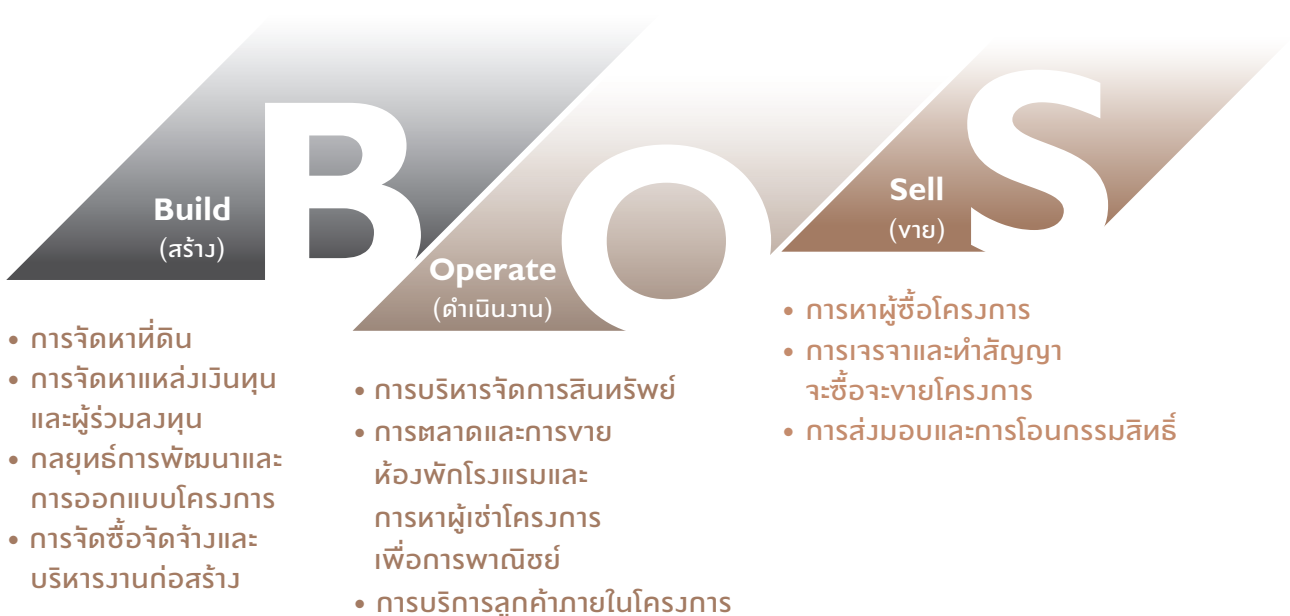 B
Build
(สร้าง)
• การจัดหาที่ดิน
• การจัดหาแหล่งเงินทุน
และผู้ร่วมลงทุน
• กลยุทธ์การพัฒนาและ
การออกแบบโครงการ
• การจัดซื้อจัดจ้างและ
บริหารงานก่อสร้าง
O
Operate
(ดำเนินงาน)
• การบริหารจัดการสินทรัพย์
• การตลาดและการขาย
ห้องพักโรงแรมและ
การหาผู้เช่าโครงการ
เพื่อการพาณิชย์
• การบริการลูกค้าภายในโครงการ
S
Sell
(ขาย)
• การหาผู้ซื้อโครงการ
• การเจรจาและทำสัญญา
จะซื้อจะขายโครงการ
• การส่งมอบและการโอนกรรมสิทธิ์